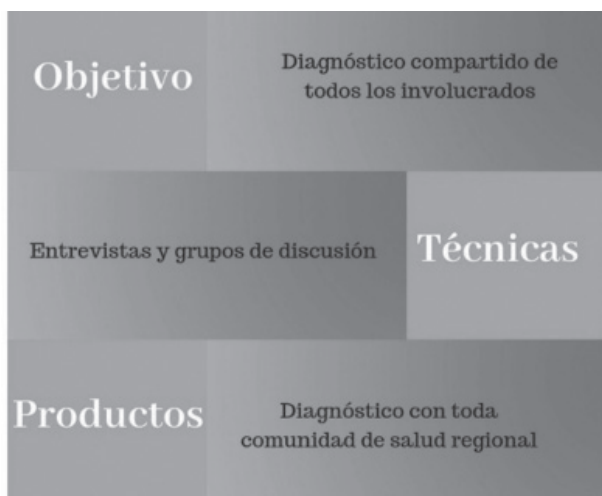 Objetivo
Diagnóstico compartido de
todos los involucrados
Entrevistas y grupos de discusión
Técnicas
Productos
Diagnóstico con toda
comunidad de salud regional